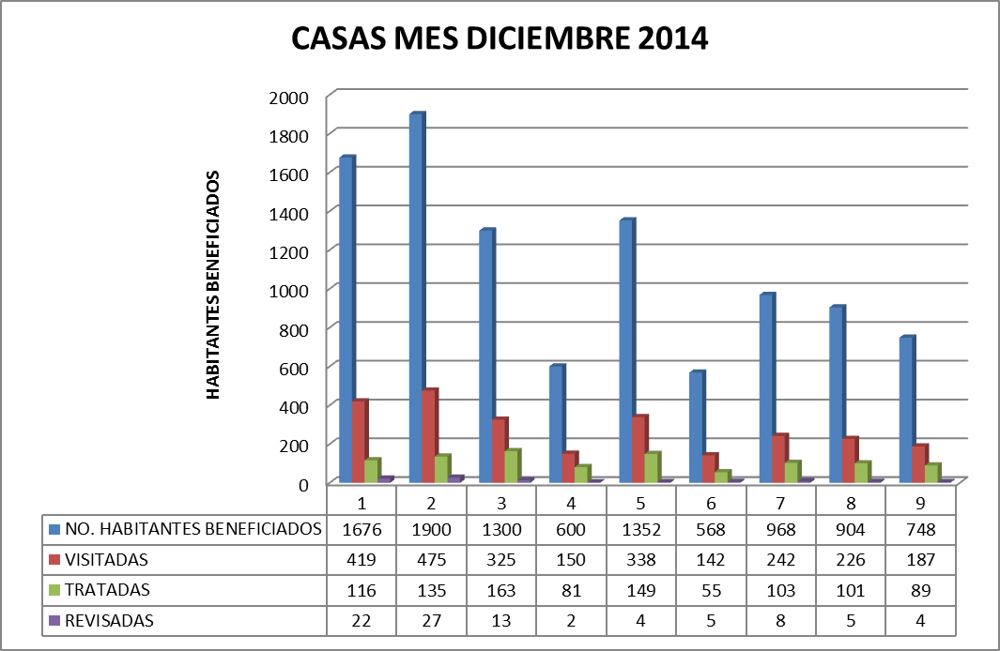 CASAS MES DICIEMBRE 2014
HABITANTES BENEFICIADOS
2000
1800
1600
1400
1200
1000
800
600
400
200
0
1 2 3 4 5 6 7 8 9
NO. HABITANTES BENEFICIADOS 1676 1900 1300 600 1352 568 968 904 748
VISITADAS 419 475 325 150 338 142 242 226 187
TRATADAS 116 135 163 81 149 55 103 101 89
REVISADAS 22 27 13 2 4 5 8 5 4